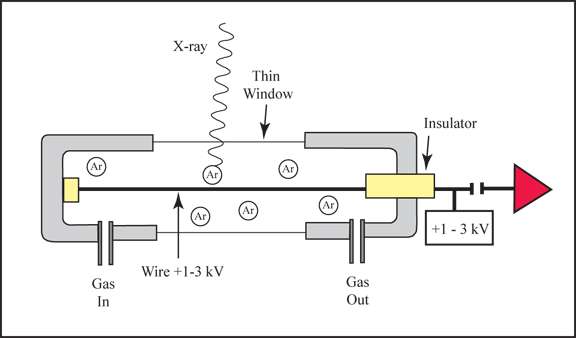 X-ray
Thin
Window
Insulator
Ar
Ar
Ar
Ar
Ar
Ar
+1 - 3 kV
Gas
In
Wire +1-3 kV
Gas
Out